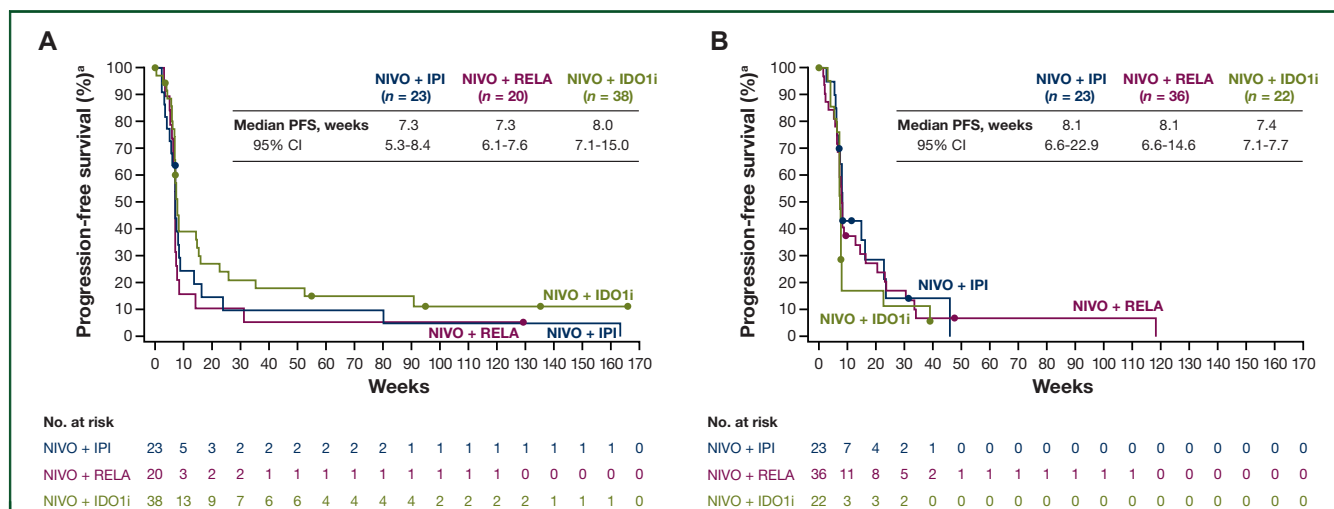 A
NIVO + IPI NIVO + RELA NIVO + IDO1i
(n = 23) (n = 20) (n = 38)
Median PFS, weeks 7.3 7.3 8.0
95% CI 5.3-8.4 6.1-7.6 7.1-15.0
Progression-free survival (%)a
100
90
80
70
60
50
40
30
20
10
0
NIVO + IDO1i
NIVO + RELA
NIVO + IPI
0 10 20 30 40 50 60 70 80 90 100 110 120 130 140 150 160 170
Weeks
No. at risk
NIVO + IPI 23 5 3 2 2 2 2 2 2 1 1 1 1 1 1 1 1 0
NIVO + RELA 20 3 2 2 1 1 1 1 1 1 1 1 1 0 0 0 0 0
NIVO + IDO1i 38 13 9 7 6 6 4 4 4 4 2 2 2 2 1 1 1 0
B
NIVO + IPI NIVO + RELA NIVO + IDO1i
(n = 23) (n = 36) (n = 22)
Median PFS, weeks 8.1 8.1 7.4
95% CI 6.6-22.9 6.6-14.6 7.1-7.7
Progression-free survival (%)a
100
90
80
70
60
50
40
30
20
10
0
NIVO + IPI
NIVO + RELA
NIVO + IDO1i
0 10 20 30 40 50 60 70 80 90 100 110 120 130 140 150 160 170
Weeks
No. at risk
NIVO + IPI 23 7 4 2 1 0 0 0 0 0 0 0 0 0 0 0 0 0
NIVO + RELA 36 11 8 5 2 1 1 1 1 1 1 1 0 0 0 0 0 0
NIVO + IDO1i 22 3 3 2 0 0 0 0 0 0 0 0 0 0 0 0 0 0